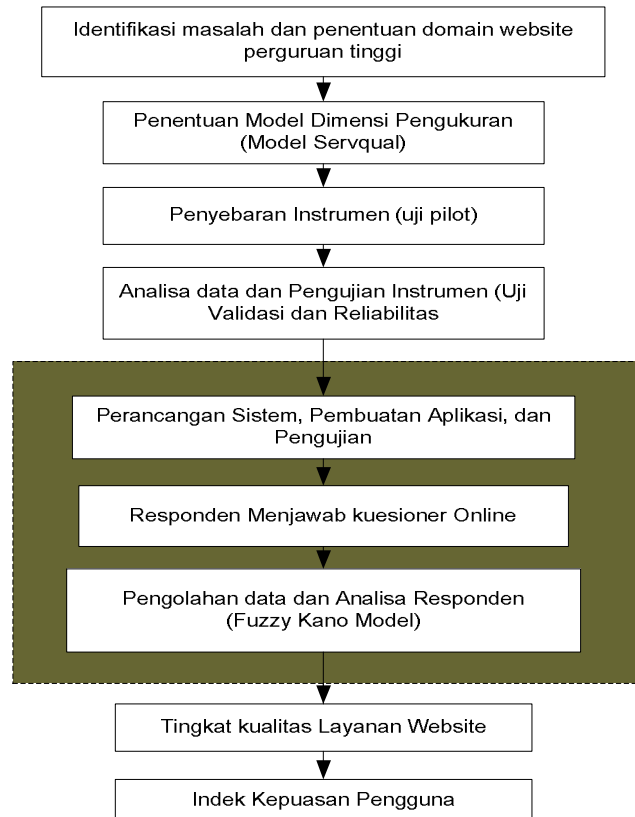 Identifikasi masalah dan penentuan domain website
perguruan tinggi
Penentuan Model Dimensi Pengukuran
(Model Servqual)
Penyebaran Instrumen (uji pilot)
Analisa data dan Pengujian Instrumen (Uji
Validasi dan Reliabilitas
Perancangan Sistem, Pembuatan Aplikasi, dan
Pengujian
Responden Menjawab kuesioner Online
Pengolahan data dan Analisa Responden
(Fuzzy Kano Model)
Tingkat kualitas Layanan Website
Indek Kepuasan Pengguna